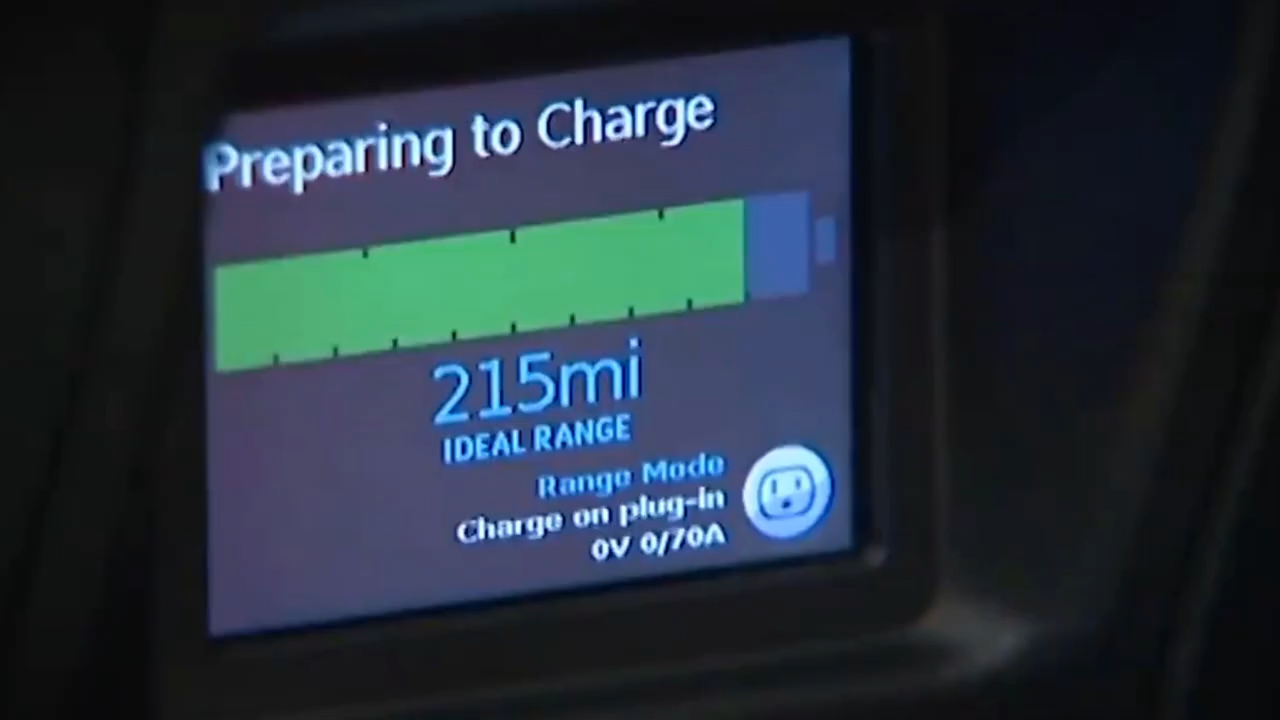 Preparing to Charge
215mi
IDEAL RANGE
Range Mode
Charge on plug-in
0V 0/70A